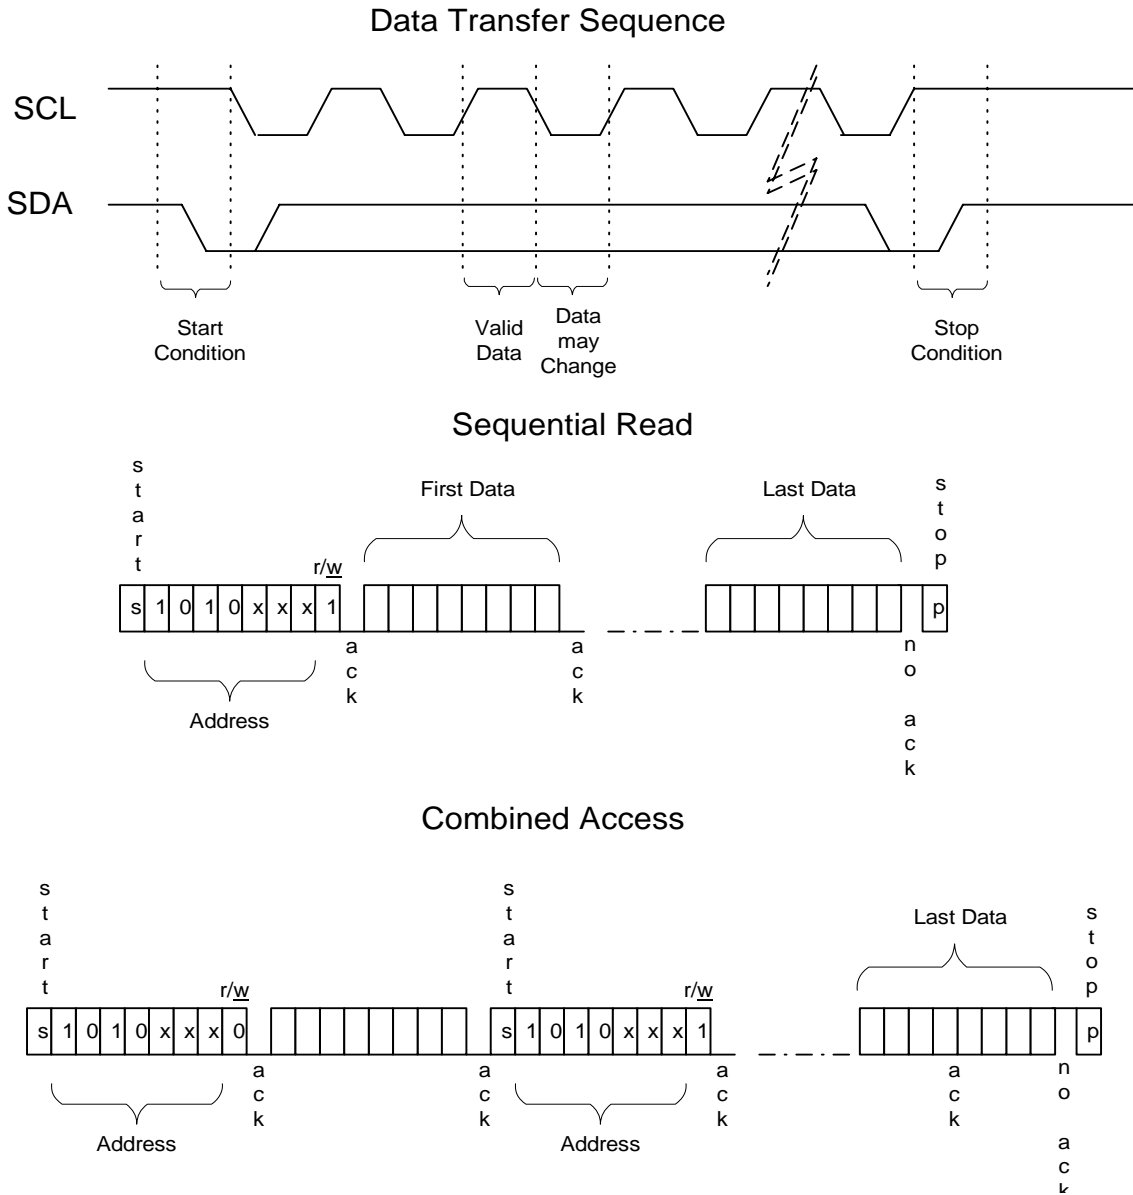 Data Transfer Sequence
SCL
SDA
Start
Condition
Valid
Data
Data
may
Change
Stop
Condition
Sequential Read
start
First Data
Last Data
stop
r/w
s 1 0 1 0 x x x 1
p
ack
ack
no ack
Address
Combined Access
start
start
Last Data
stop
r/w
r/w
s 1 0 1 0 x x x 0
s 1 0 1 0 x x x 1
p
ack
ack
ack
ack
no ack
Address
Address